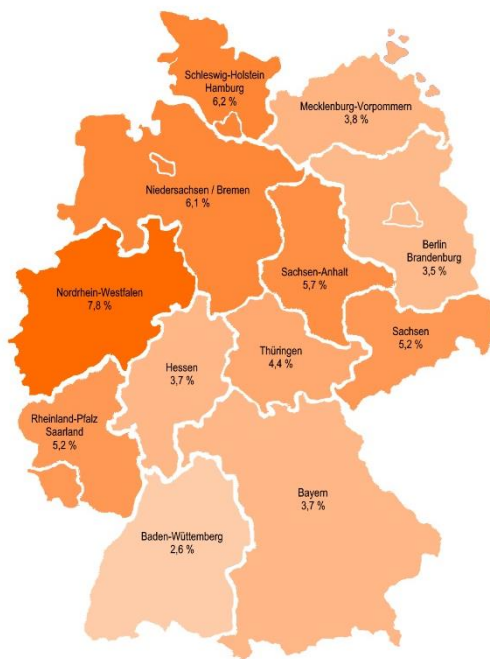 Schleswig-Holstein
Hamburg
6,2 %
Mecklenburg-Vorpommern
3,8 %
Niedersachsen / Bremen
6,1 %
Berlin
Brandenburg
3,5 %
Sachsen-Anhalt
5,7 %
Nordrhein-Westfalen
7,8 %
Sachsen
5,2 %
Thüringen
4,4 %
Hessen
3,7 %
Rheinland-Pfalz
Saarland
5,2 %
Bayern
3,7 %
Baden-Wüttemberg
2,6 %